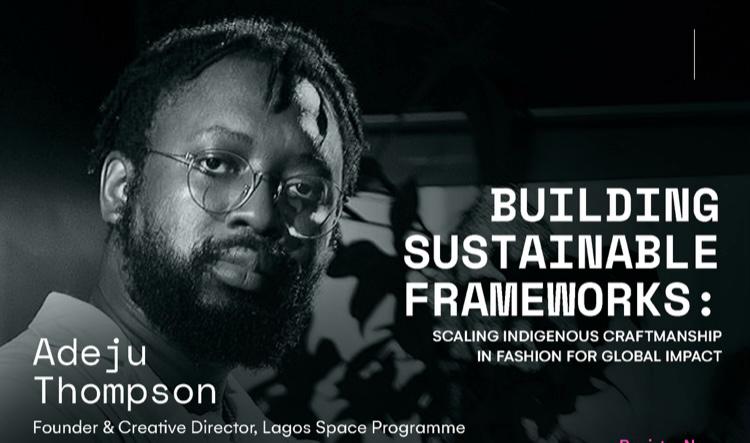 BUILDING
SUSTAINABLE
FRAMEWORKS:
SCALING INDIGENOUS CRAFTMANSHIP
IN FASHION FOR GLOBAL IMPACT
Adeju
Thompson
Founder & Creative Director, Lagos Space Programme